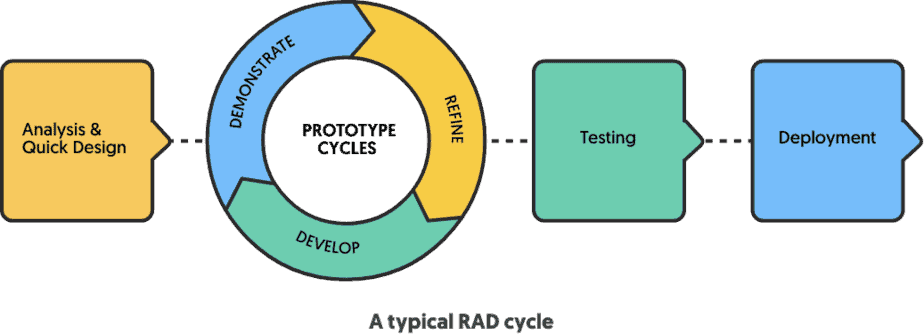 Analysis &
Quick Design
DEMONSTRATE
REFINE
DEVELOP
PROTOTYPE
CYCLES
Testing
Deployment
A typical RAD cycle